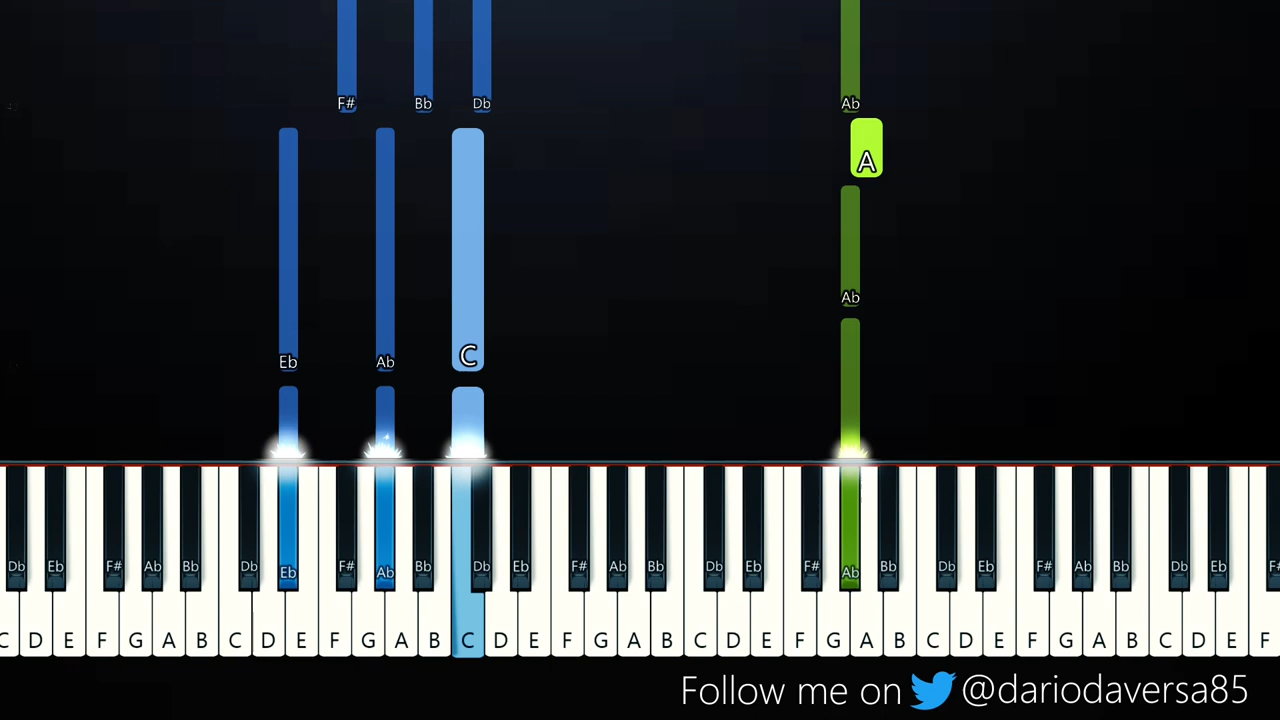 F# Bb Db Ab
A
Ab
Eb Ab C
Db Eb F# Ab Bb Db Eb F# Ab Bb Db Eb F# Ab Bb Db Eb F# Ab Bb Db Eb F# Ab Bb Db Eb F#
C D E F G A B C D E F G A B C D E F G A B C D E F G A B C D E F G A B C D E F
Follow me on @dariodaversa85